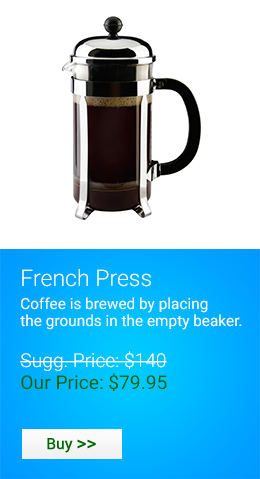 French Press
Coffee is brewed by placing
the grounds in the empty beaker.
Sugg. Price: $140
Our Price: $79.95
Buy >>